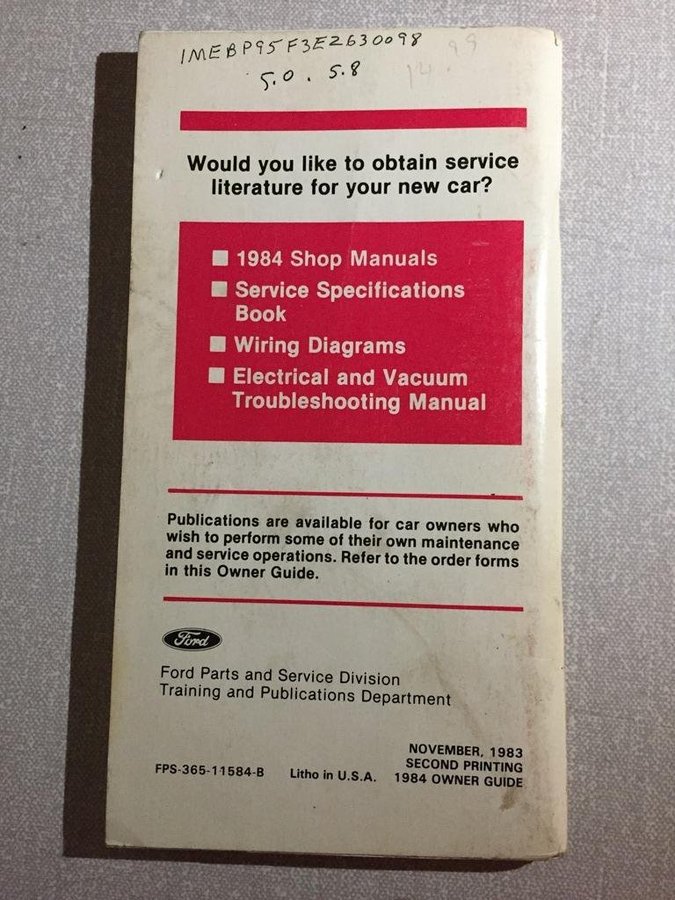 1MEBP95F3EZ630098
5.0. 5.8
14.99
Would you like to obtain service
literature for your new car?
1984 Shop Manuals
Service Specifications
Book
Wiring Diagrams
Electrical and Vacuum
Troubleshooting Manual
Publications are available for car owners who
wish to perform some of their own maintenance
and service operations. Refer to the order forms
in this Owner Guide.
Ford
Ford Parts and Service Division
Training and Publications Department
NOVEMBER, 1983
SECOND PRINTING
FPS-365-11584-B Litho in U.S.A. 1984 OWNER GUIDE